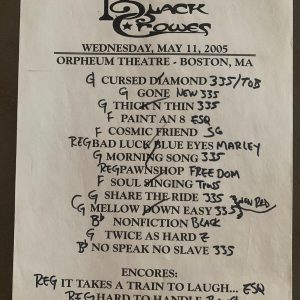 Black
Crowes
WEDNESDAY, MAY 11, 2005
ORPHEUM THEATRE - BOSTON, MA
G CURSED DIAMOND 335/TOB
G GONE NEW 335
G THICK N THIN 335
F PAINT AN 8 ESQ
F COSMIC FRIEND SG
REG BAD LUCK BLUE EYES MARLEY
G MORNING SONG 335
REG PAWNSHOP FREEDOM
F SOUL SINGING
G SHARE THE RIDE 335
G MELLOW DOWN EASY 335
Bb NONFICTION BLACK
G TWICE AS HARD Z
Bb NO SPEAK NO SLAVE 335
ENCORES:
REG IT TAKES A TRAIN TO LAUGH... ESQ
REG HARD TO HANDLE